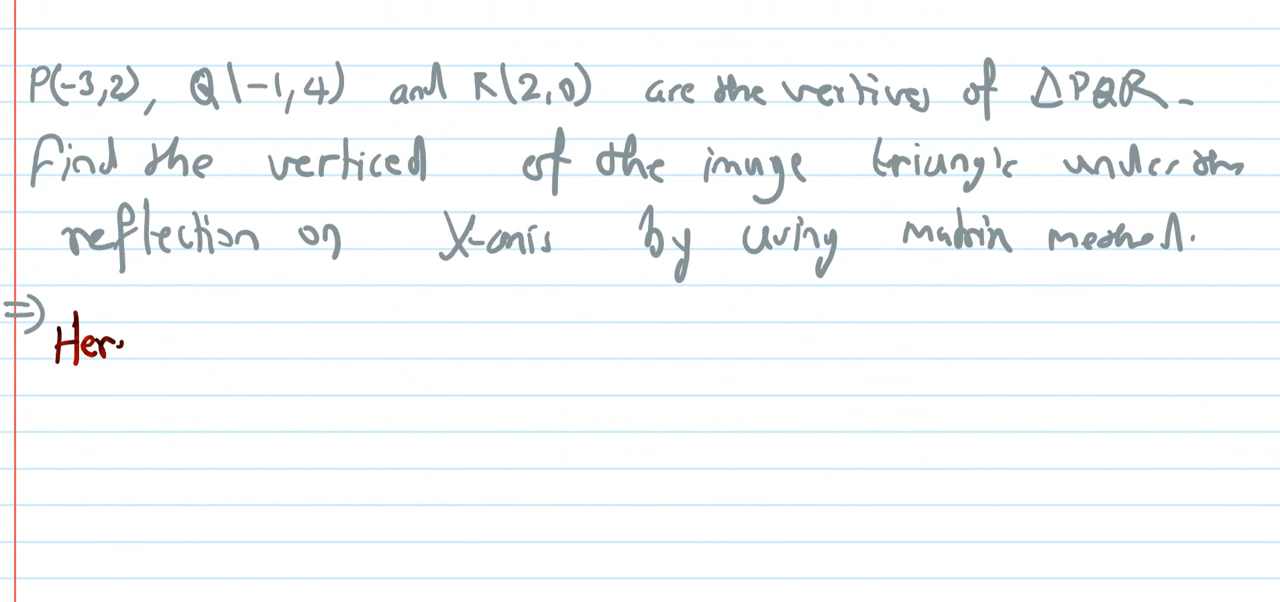 P(-3,2), Q(-1,4) and R(2,0) are the vertives of ΔPQR.
Find the verticed of the image triangle under the
reflection on X-axis by using matrix method.
⇒
Her